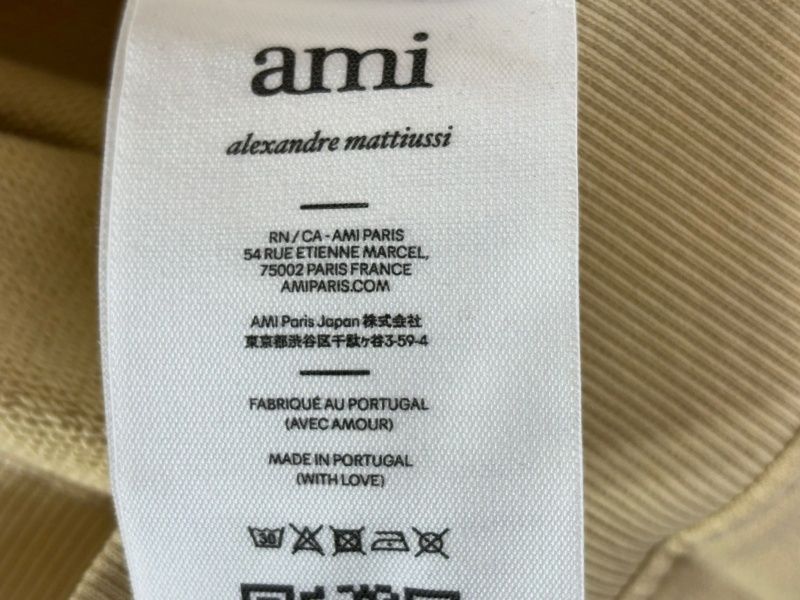 ami
alexandre mattiussi
RN / CA - AMI PARIS
54 RUE ETIENNE MARCEL,
75002 PARIS FRANCE
AMIPARIS.COM
AMI Paris Japan 株式会社
東京都渋谷区千駄ヶ谷3-59-4
FABRIQUÉ AU PORTUGAL
(AVEC AMOUR)
MADE IN PORTUGAL
(WITH LOVE)
30